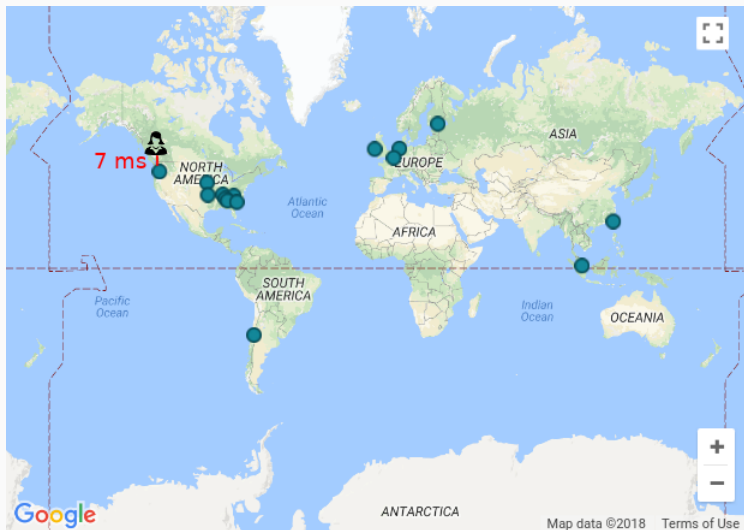 ASIA
7 ms
NORTH
AMERICA
EUROPE
Atlantic
Ocean
AFRICA
SOUTH
AMERICA
Pacific
Ocean
Indian
Ocean
OCEANIA
+
−
ANTARCTICA
Google
Map data ©2018 Terms of Use